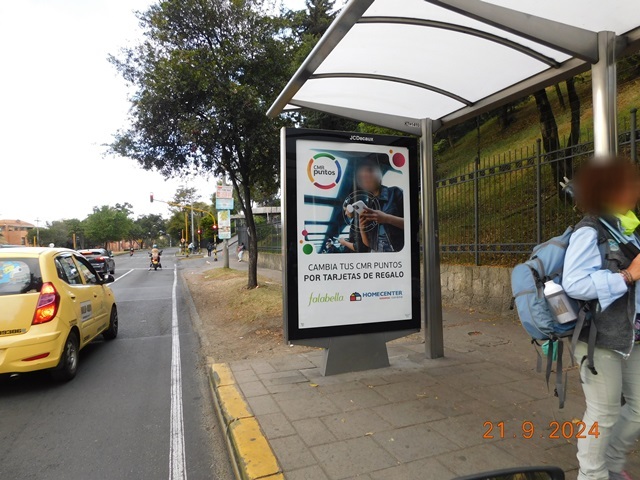 JCDecaux
CMR
puntos
CAMBIA TUS CMR PUNTOS
POR TARJETAS DE REGALO
falabella.
HOMECENTER
21 9 2024